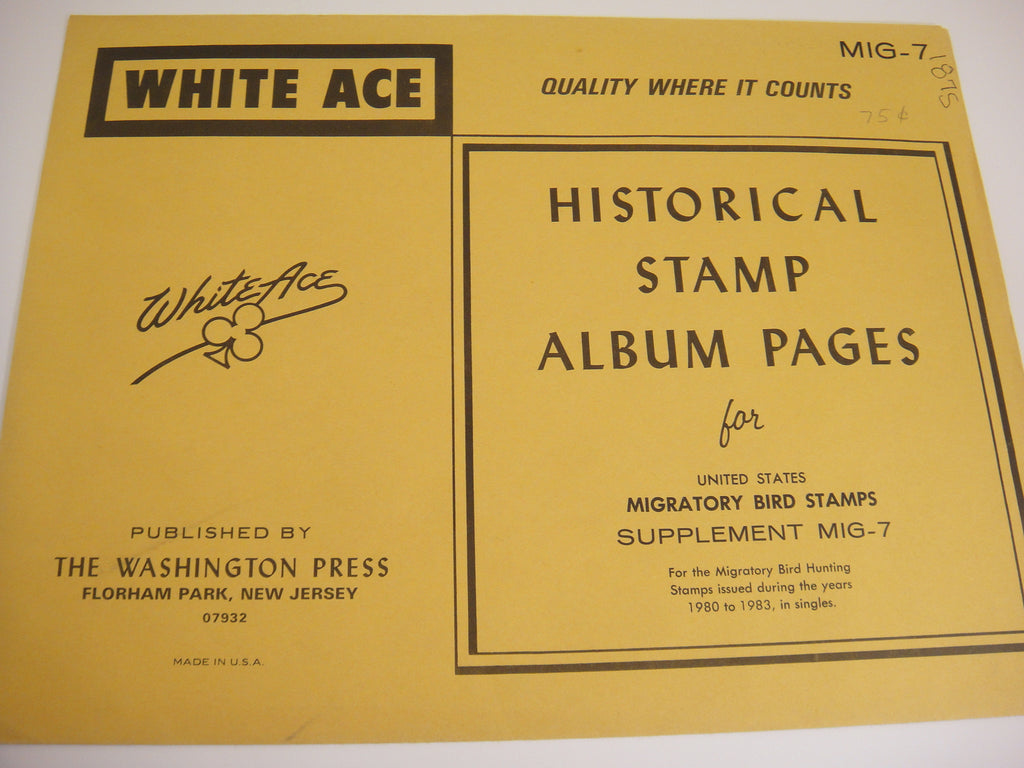 WHITE ACE
MIG-7
QUALITY WHERE IT COUNTS
1875
75¢
HISTORICAL
STAMP
ALBUM PAGES
for
UNITED STATES
MIGRATORY BIRD STAMPS
SUPPLEMENT MIG-7
For the Migratory Bird Hunting
Stamps issued during the years
1980 to 1983, in singles.
White Ace
PUBLISHED BY
THE WASHINGTON PRESS
FLORHAM PARK, NEW JERSEY
07932
MADE IN U.S.A.